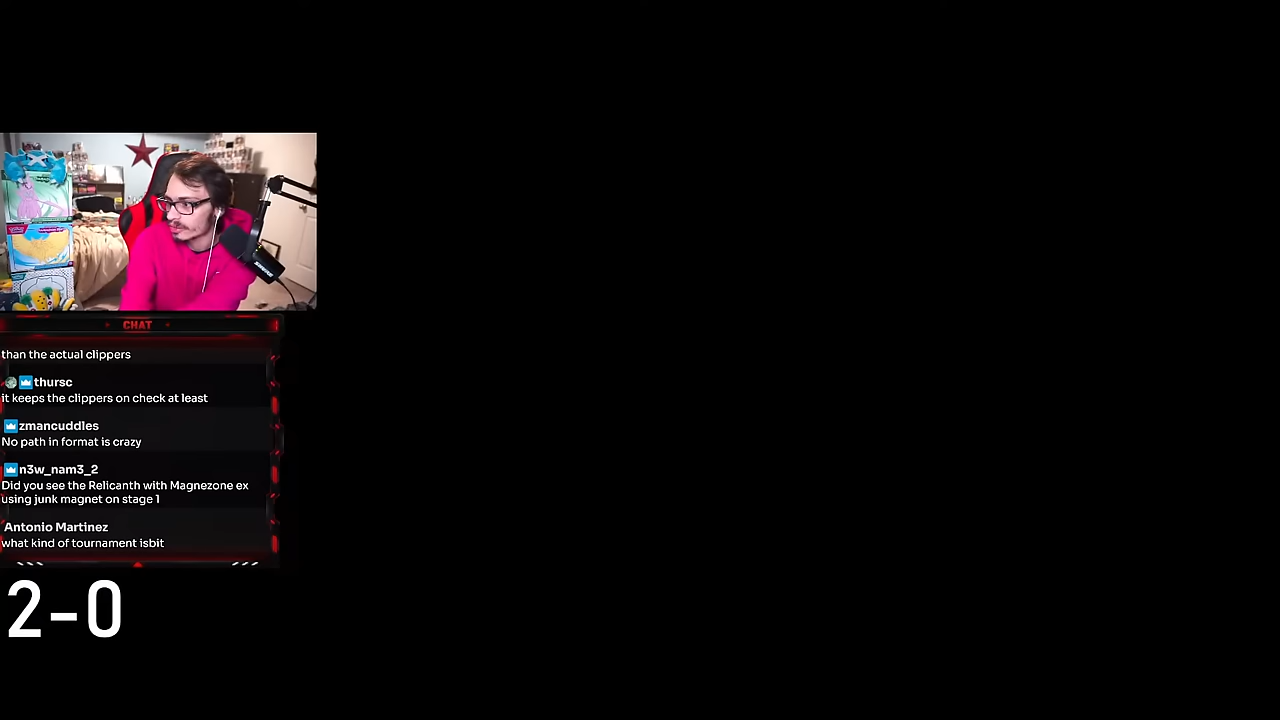 SHURE
CHAT
than the actual clippers
thursc
it keeps the clippers on check at least
zmancuddles
No path in format is crazy
n3w_nam3_2
Did you see the Relicanth with Magnezone ex
using junk magnet on stage 1
Antonio Martinez
what kind of tournament isbit
2-0